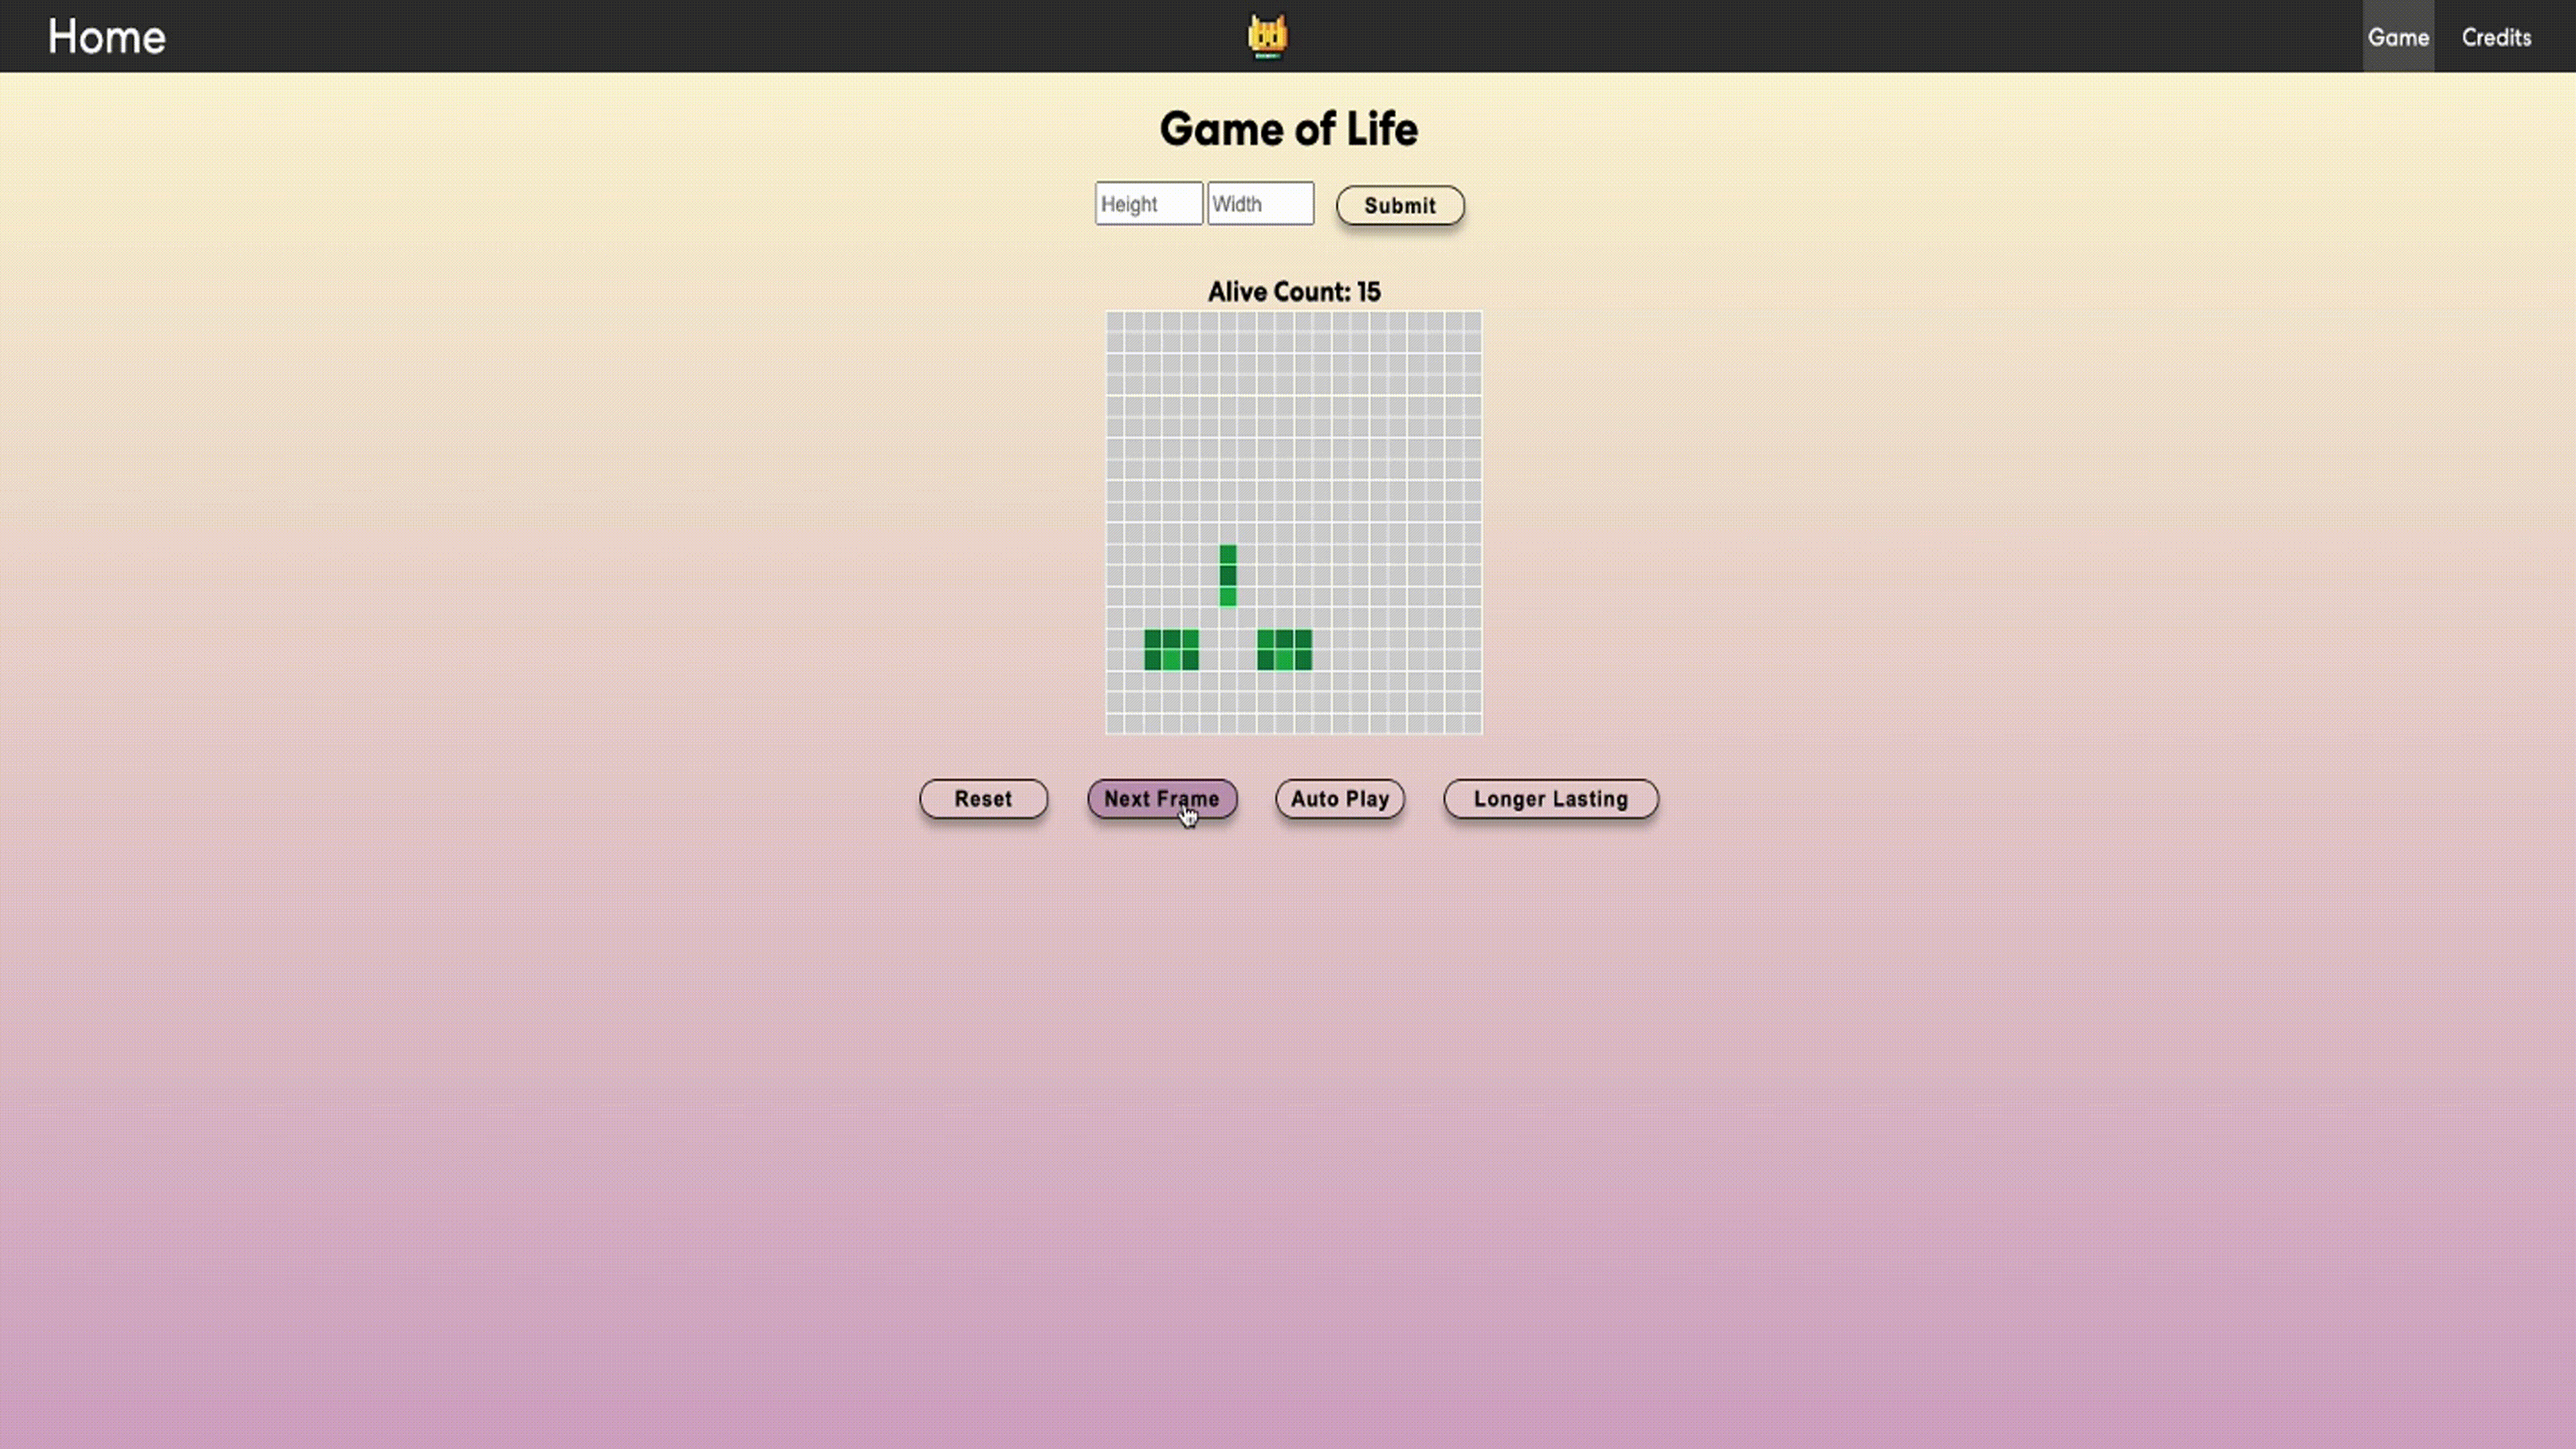 Home
Game
Credits
Game of Life
Height
Width
Submit
Alive Count: 15
Reset
Next Frame
Auto Play
Longer Lasting